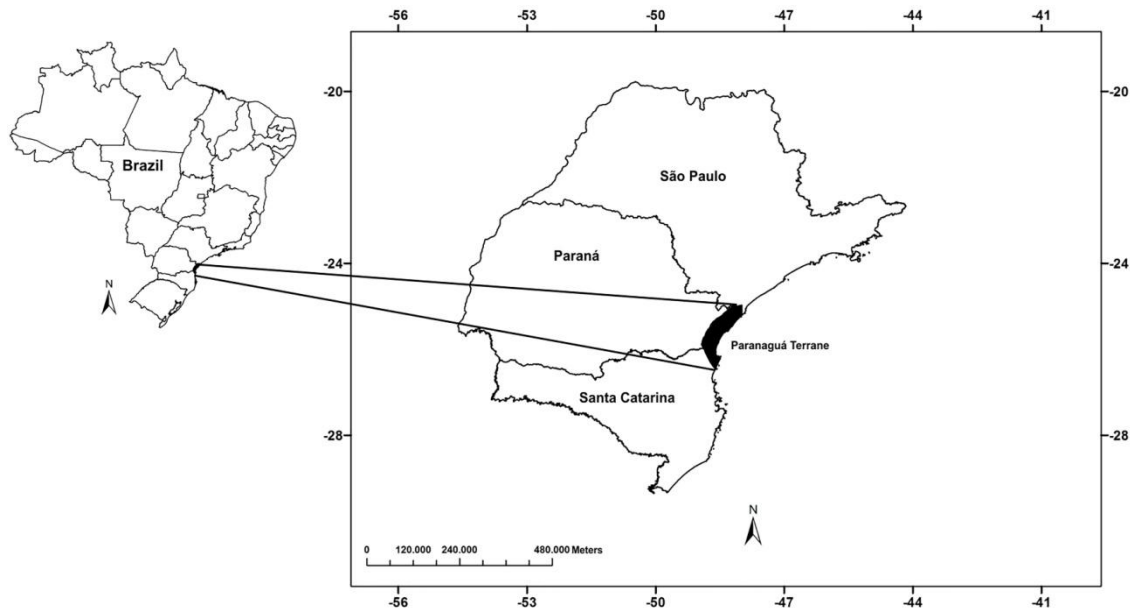 -56 -53 -50 -47 -44 -41
-20 -20
Brazil
São Paulo
Paraná
-24 -24
Paranaguá Terrane
Santa Catarina
N
-28 -28
N
0 120.000 240.000 480.000 Meters
-56 -53 -50 -47 -44 -41